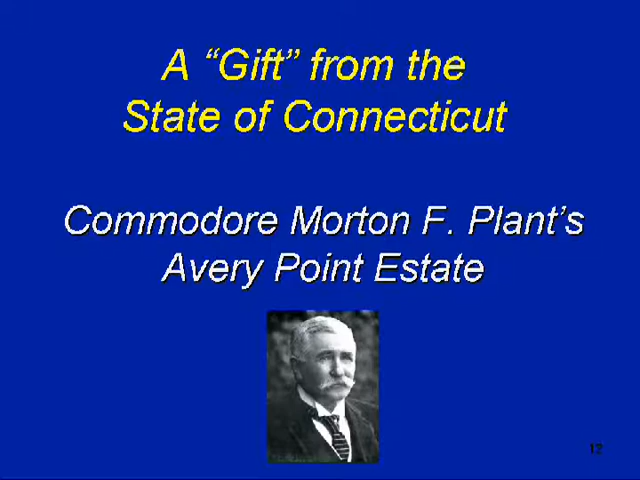 A “Gift” from the
State of Connecticut
Commodore Morton F. Plant’s
Avery Point Estate
12